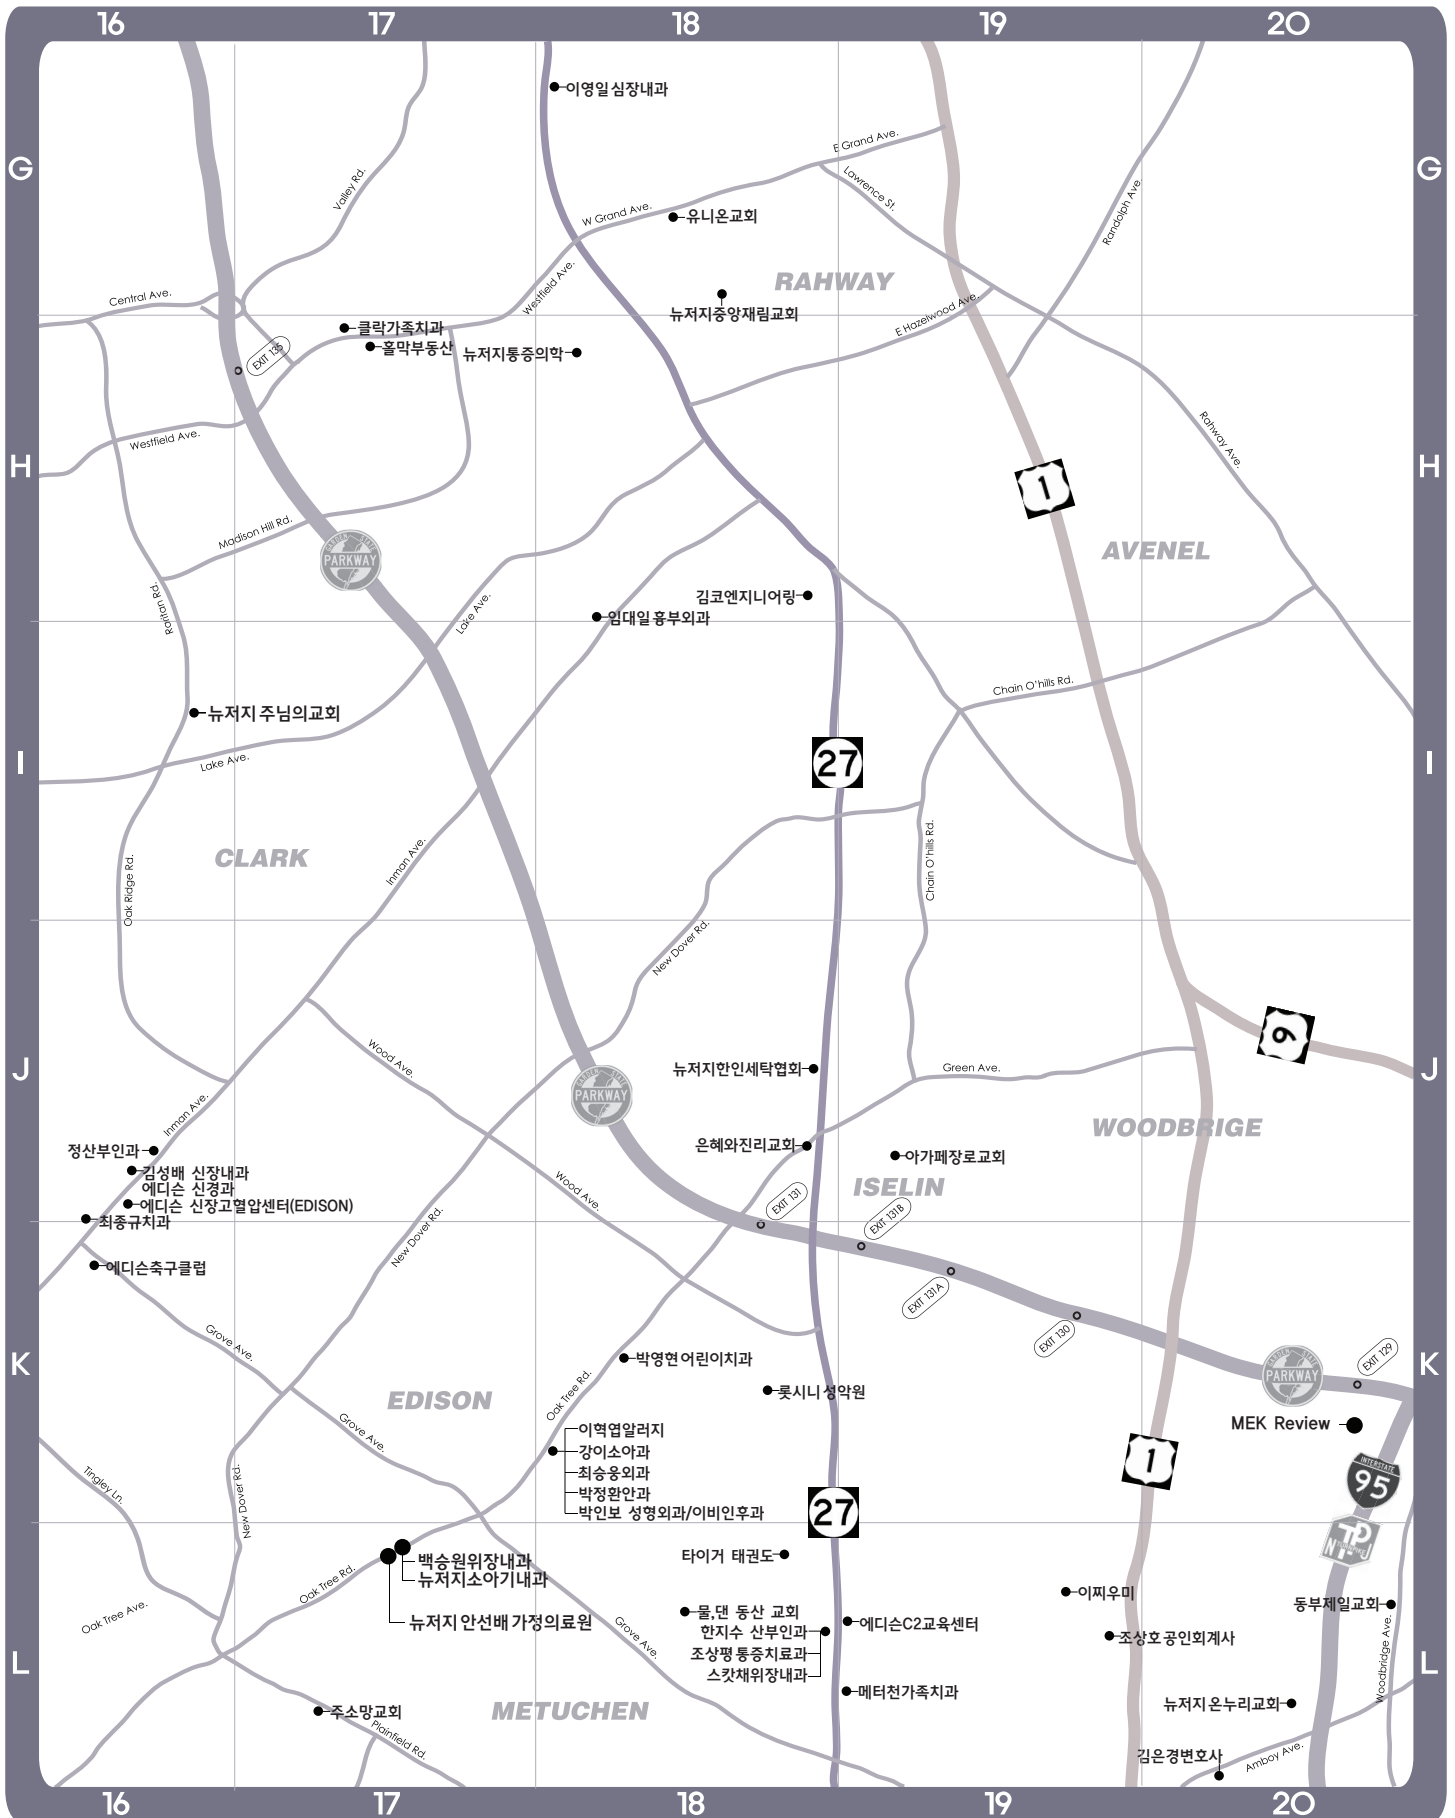 16 17 18 19 20
이영일심장내과
G
G
E Grand Ave.
Valley Rd.
Lawrence St.
Randolph Ave.
W Grand Ave.
유니온교회
Westfield Ave.
RAHWAY
Central Ave.
뉴저지중앙재림교회
E Hazelwood Ave.
클락가족치과
홀막부동산
뉴저지통증의학
EXIT 135
Westfield Ave.
Rahway Ave.
H
H
1
Madison Hill Rd.
GARDEN STATE
PARKWAY
AVENEL
Raritan Rd.
Lake Ave.
김코엔지니어링
임대일흉부외과
Chain O'hills Rd.
뉴저지 주님의교회
Lake Ave.
I
27
I
CLARK
Inman Ave.
Oak Ridge Rd.
Chain O'hills Rd.
New Dover Rd.
Wood Ave.
9
J
뉴저지한인세탁협회
Green Ave.
J
GARDEN STATE
PARKWAY
Inman Ave.
WOODBRIGE
정산부인과
은혜와진리교회
아가페장로교회
김성배 신장내과
에디슨 신경과
ISELIN
에디슨 신장고혈압센터(EDISON)
최종규치과
Wood Ave.
EXIT 131
EXIT 131B
New Dover Rd.
에디슨축구클럽
EXIT 131A
Grove Ave.
EXIT 130
K
박영현어린이치과
GARDEN STATE
PARKWAY
EXIT 129
K
EDISON
Oak Tree Rd.
롯시니성악원
Grove Ave.
MEK Review
이혁엽알러지
강이소아과
최승웅외과
박정환안과
박인보 성형외과/이비인후과
1
INTERSTATE
95
Tingley Ln.
New Dover Rd.
27
N TP J
TURNPIKE
타이거 태권도
백승원위장내과
뉴저지소아기내과
Oak Tree Rd.
뉴저지안선배가정의료원
Oak Tree Ave.
이찌우미
동부제일교회
물,댄 동산 교회
한지수 산부인과
에디슨C2교육센터
조상평통증치료과
스캇채위장내과
조상호공인회계사
Grove Ave.
Woodbridge Ave.
L
L
메터천가족치과
뉴저지온누리교회
주소망교회
METUCHEN
Plainfield Rd.
김은경변호사
Amboy Ave.
16 17 18 19 20